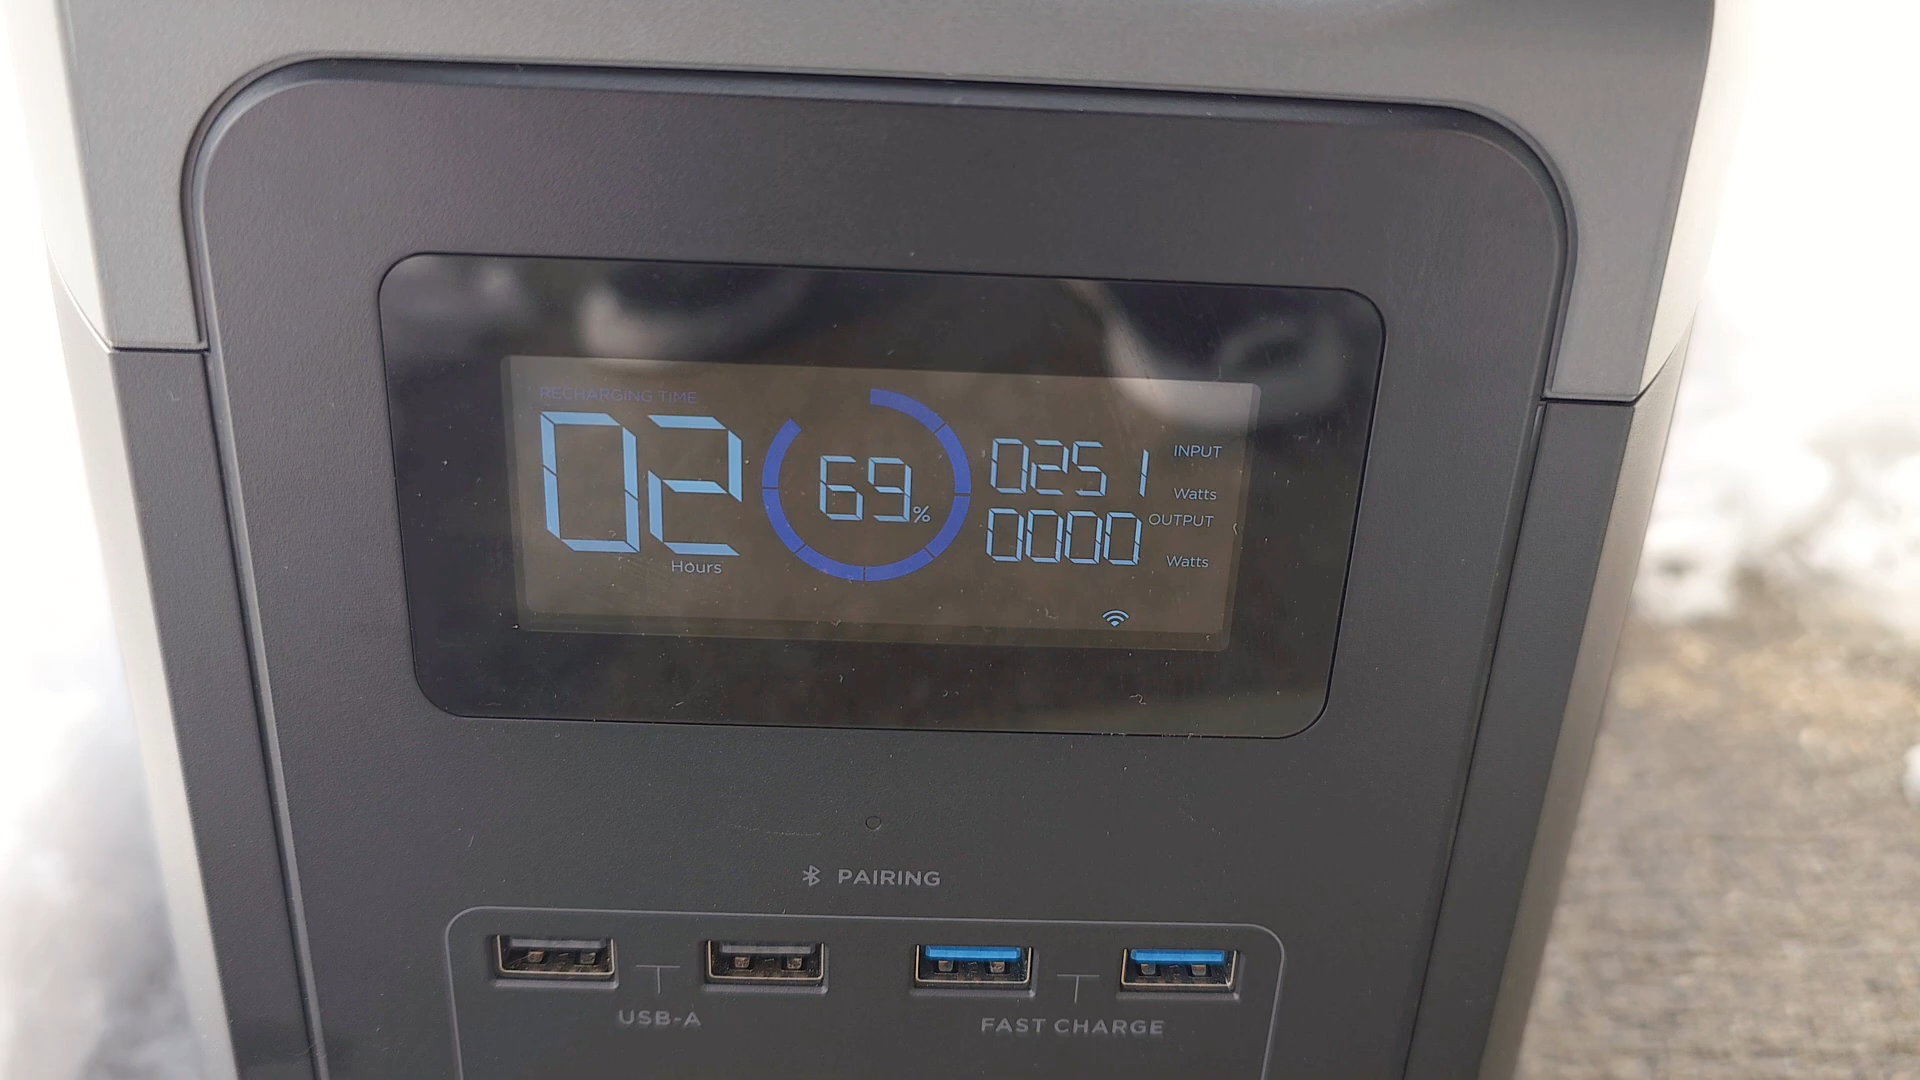 RECHARGING TIME
02
Hours
69%
0251 INPUT
Watts
0000 OUTPUT
Watts
PAIRING
USB-A
FAST CHARGE